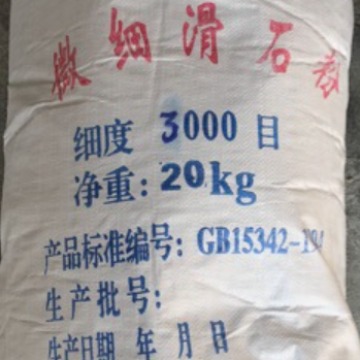 微细滑石粉
细度 3000 目
净重: 20kg
产品标准编号: GB15342-194
生产批号:
生产日期 年 月 日